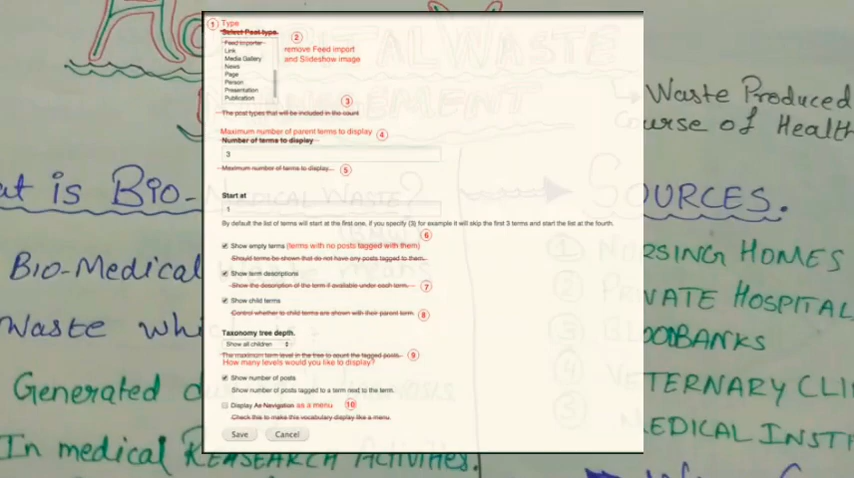 ① Type
Select Post type.
Feed Importer
②
Link
Media Gallery
News
Page
Person
Presentation
Publication
remove Feed import
and Slideshow image
③
The post types that will be included in the count
Maximum number of parent terms to display ④
Number of terms to display
3
Maximum number of terms to display. ⑤
Start at
1
By default the list of terms will start at the first one, if you specify (3) for example it will skip the first 3 terms and start the list at the fourth.
⑥
Show empty terms (terms with no posts tagged with them)
Should terms be shown that do not have any posts tagged to them.
Show term descriptions
Show the description of the term if available under each term. ⑦
Show child terms
Control whether to child terms are shown with their parent term. ⑧
Taxonomy tree depth.
Show all children
The maximum term level in the tree to count the tagged posts. ⑨
How many levels would you like to display?
Show number of posts
Show number of posts tagged to a term next to the term.
Display As Navigation as a menu ⑩
Check this to make this vocabulary display like a menu.
Save Cancel
WASTE
MENT
Waste Produced
urse of Health
at is Bio-
Bio-Medical
Waste whi
Generated
In medical REASEARCH Activities.
SOURCES.
① NURSING HOMES
② PRIVATE HOSPITAL
③ BLOODBANKS
④ VETERNARY CLI
⑤ MEDICAL INST